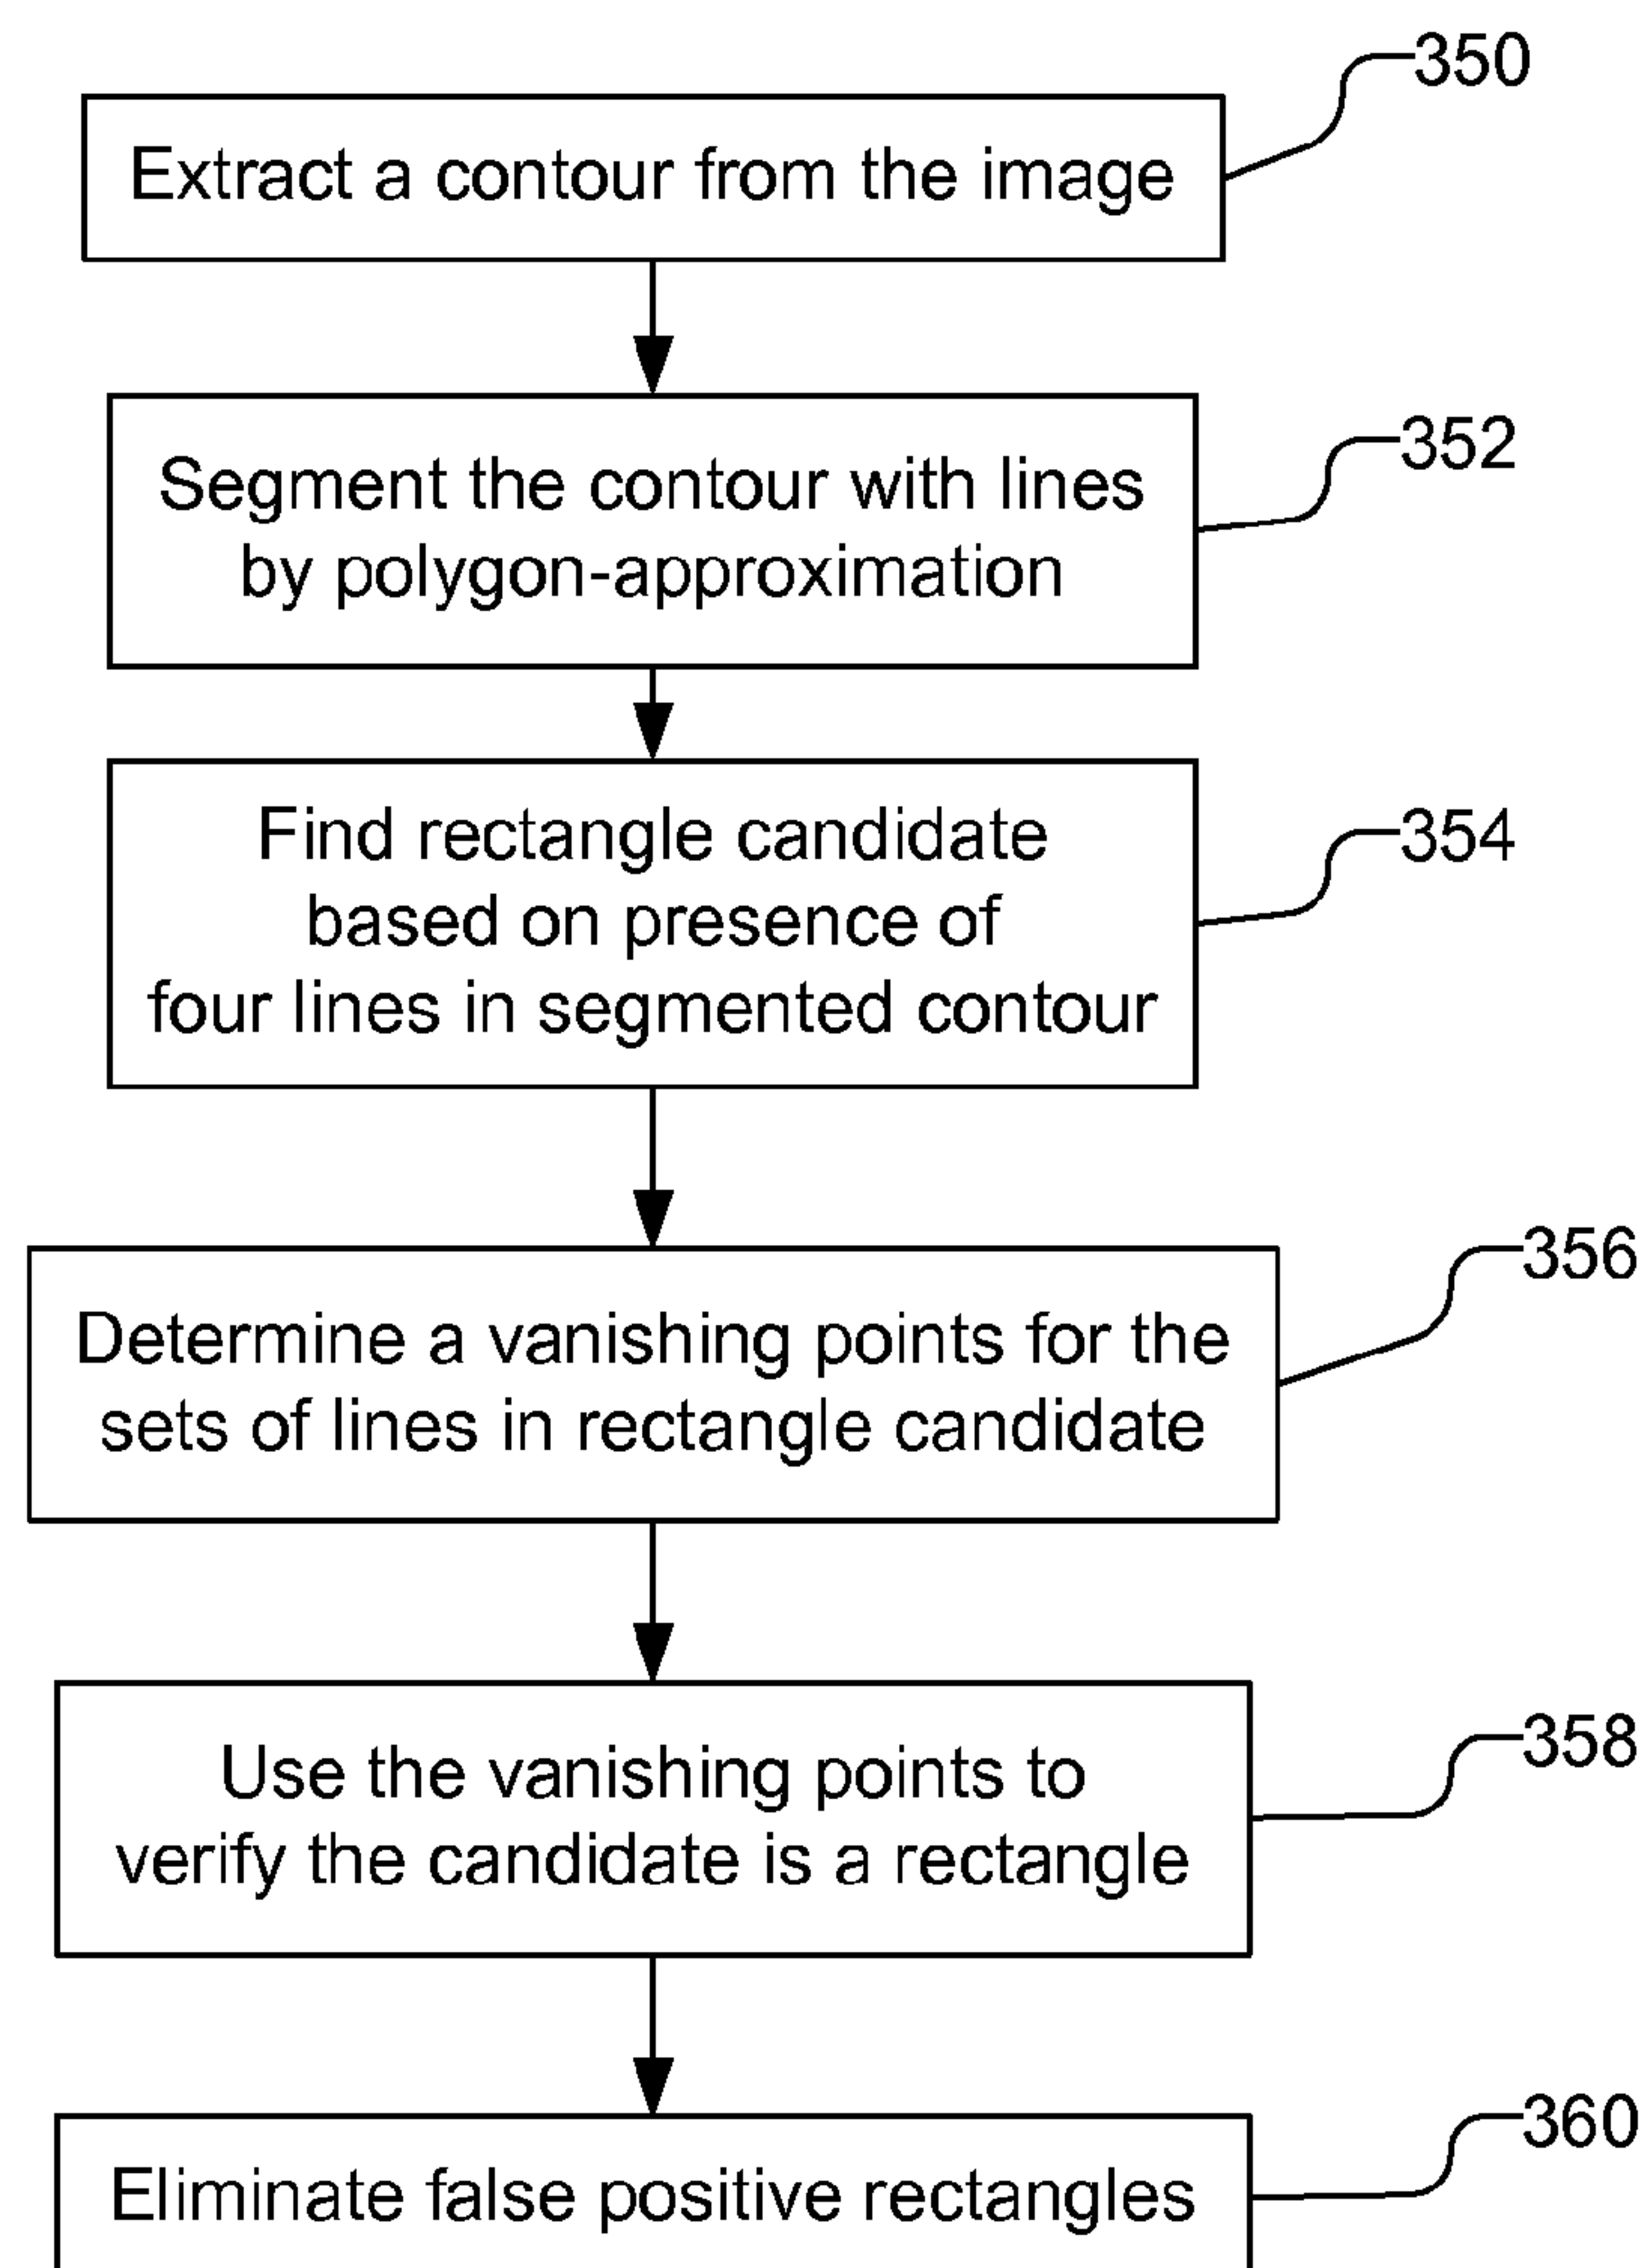 350
Extract a contour from the image
352
Segment the contour with lines
by polygon-approximation
354
Find rectangle candidate
based on presence of
four lines in segmented contour
356
Determine a vanishing points for the
sets of lines in rectangle candidate
358
Use the vanishing points to
verify the candidate is a rectangle
360
Eliminate false positive rectangles